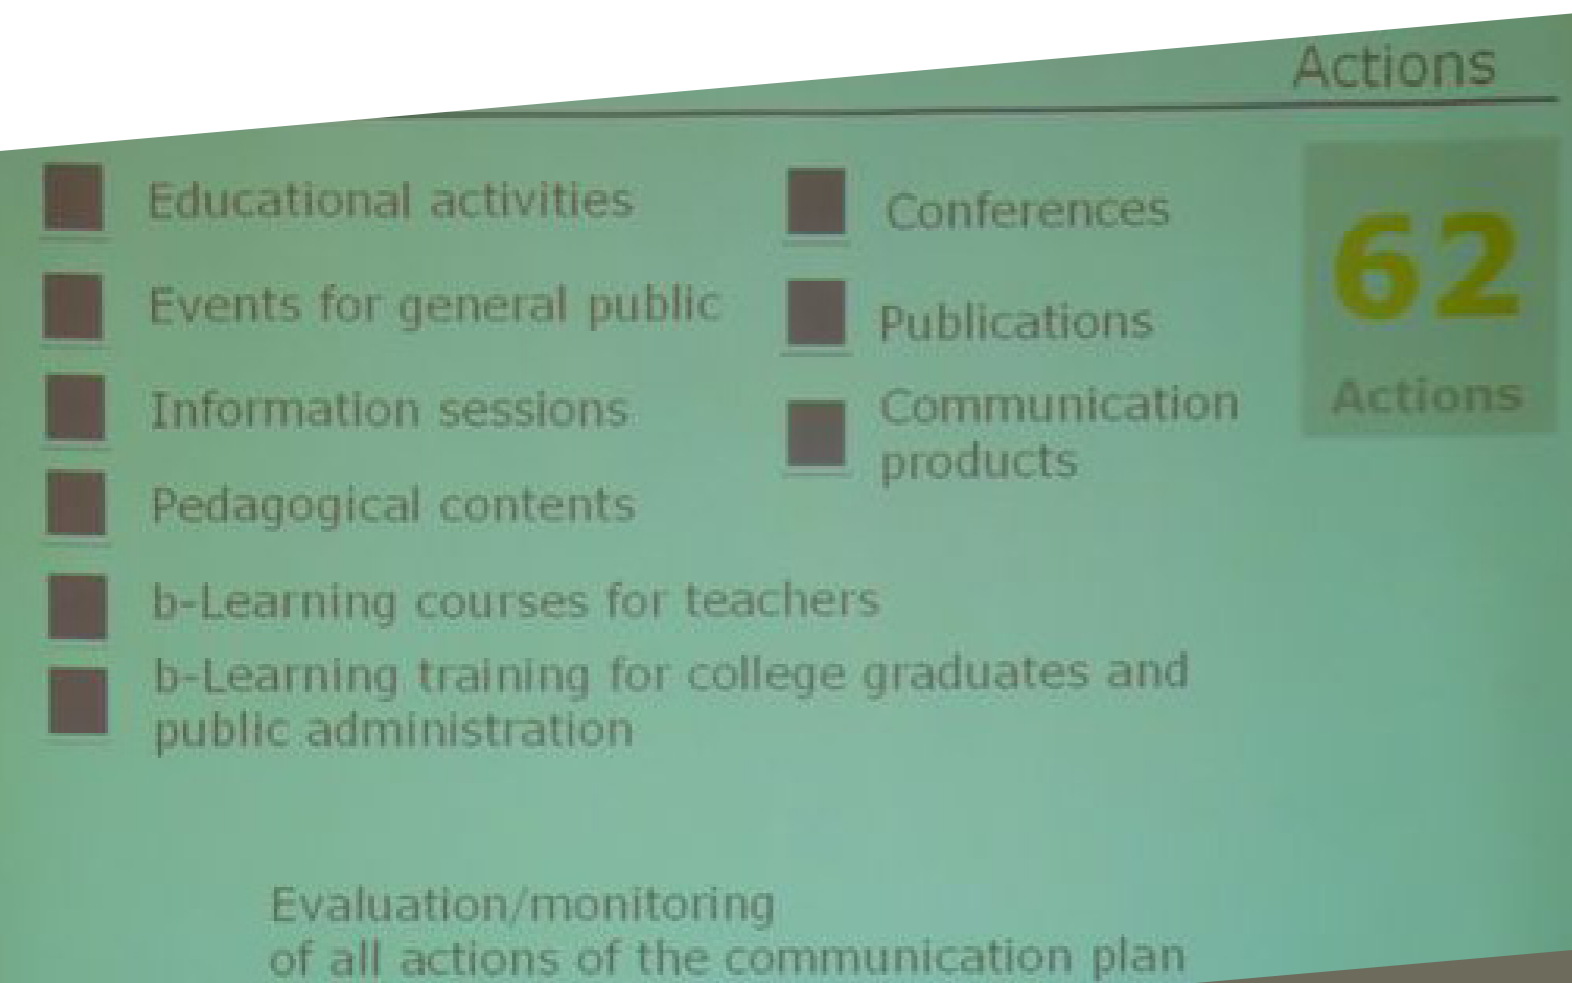 Actions
Educational activities
Events for general public
Information sessions
Pedagogical contents
b-Learning courses for teachers
b-Learning training for college graduates and
public administration
Conferences
Publications
Communication
products
62
Actions
Evaluation/monitoring
of all actions of the communication plan